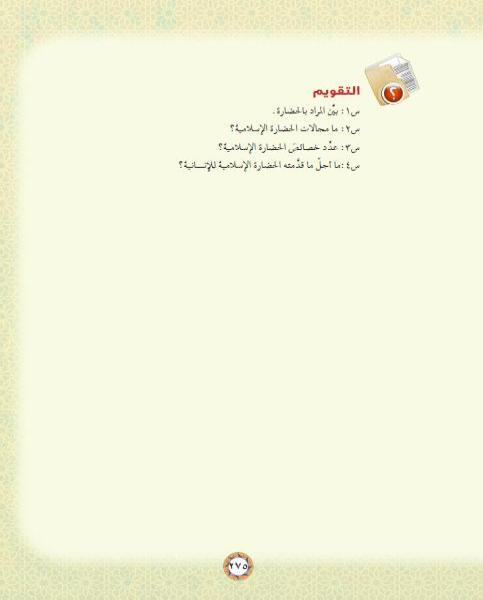 التقويم
س١: بيِّن المراد بالحضارة.
س٢: ما مجالات الحضارة الإسلامية؟
س٣: عدِّد خصائصَ الحضارة الإسلامية؟
س٤: ما أجلّ ما قدَّمته الحضارة الإسلامية للإنسانية؟
٢٧٥